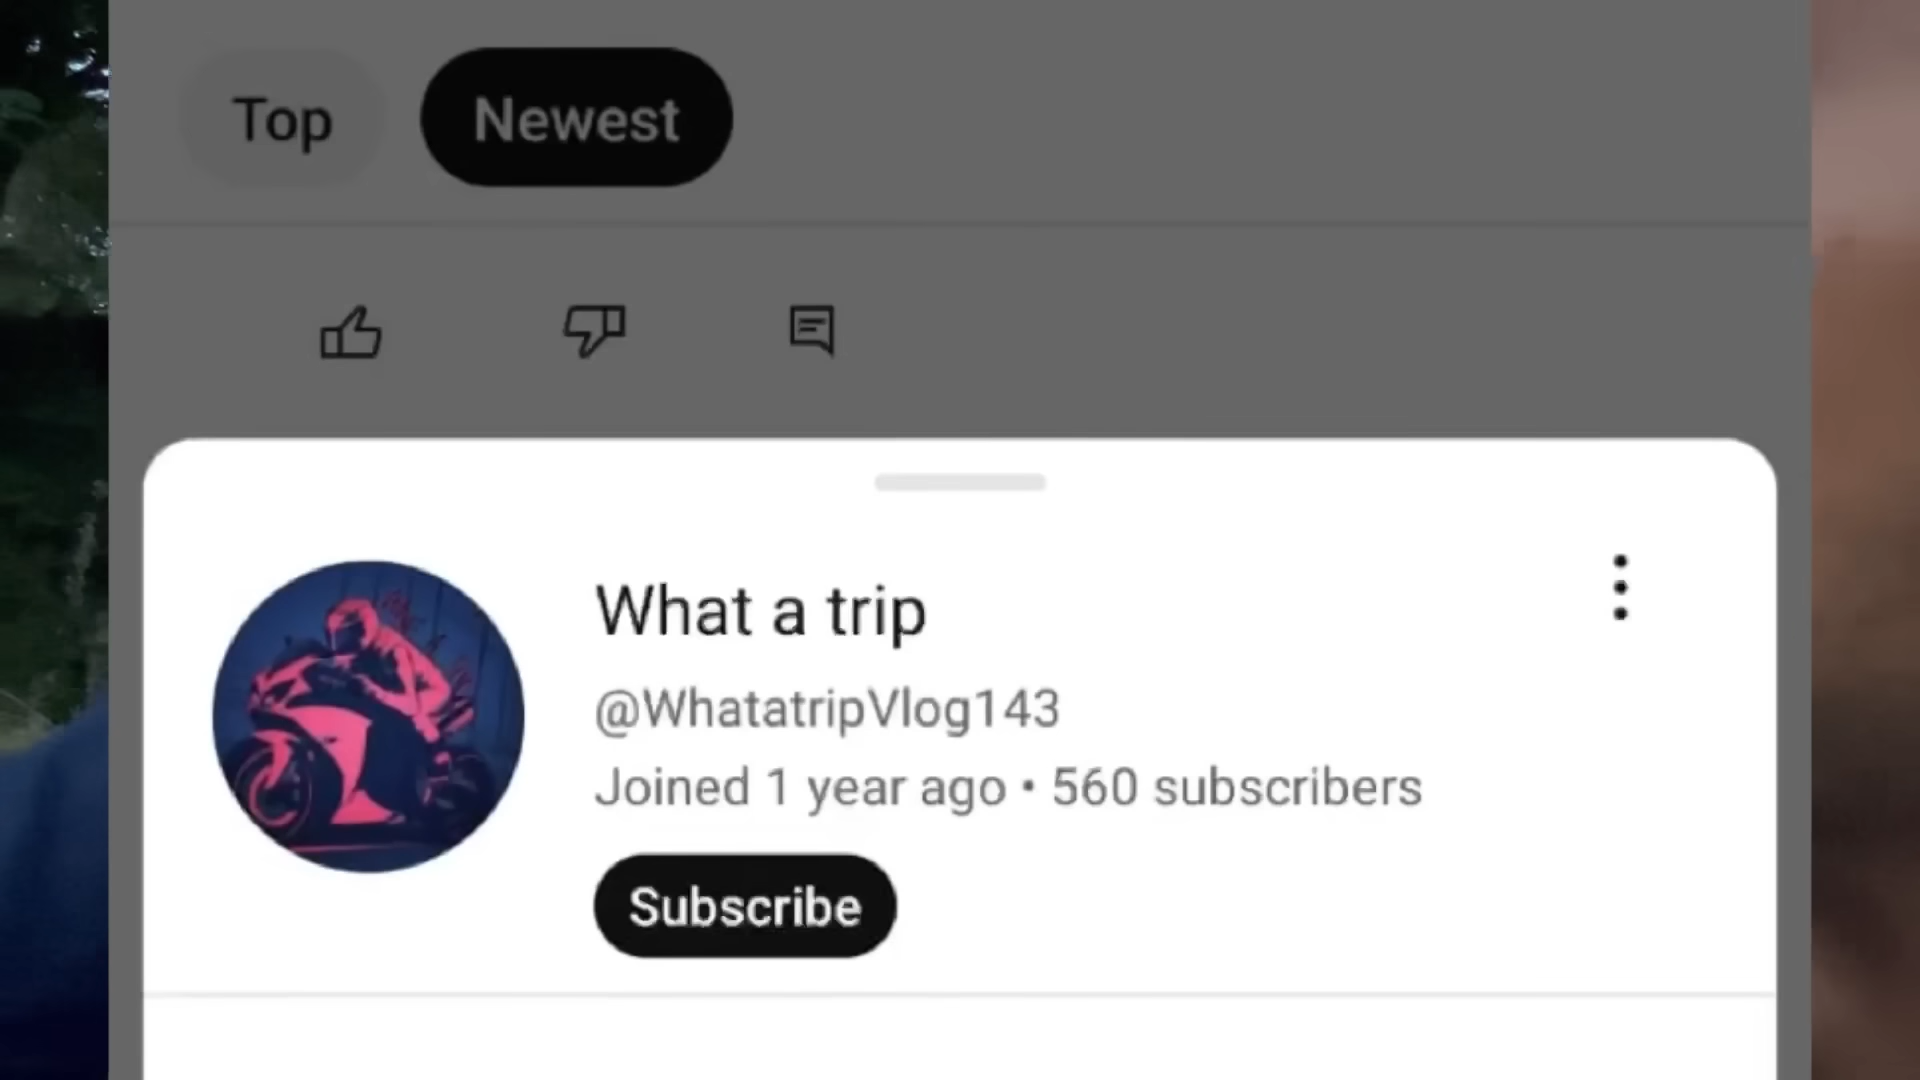 Top
Newest
What a trip
@WhatatripVlog143
Joined 1 year ago • 560 subscribers
Subscribe